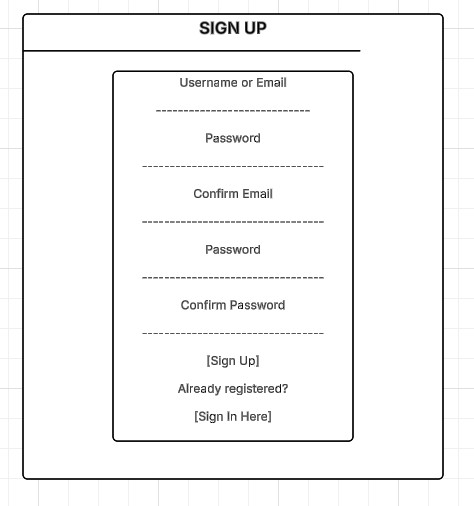 SIGN UP
Username or Email
----------------------------
Password
---------------------------------
Confirm Email
---------------------------------
Password
---------------------------------
Confirm Password
---------------------------------
[Sign Up]
Already registered?
[Sign In Here]